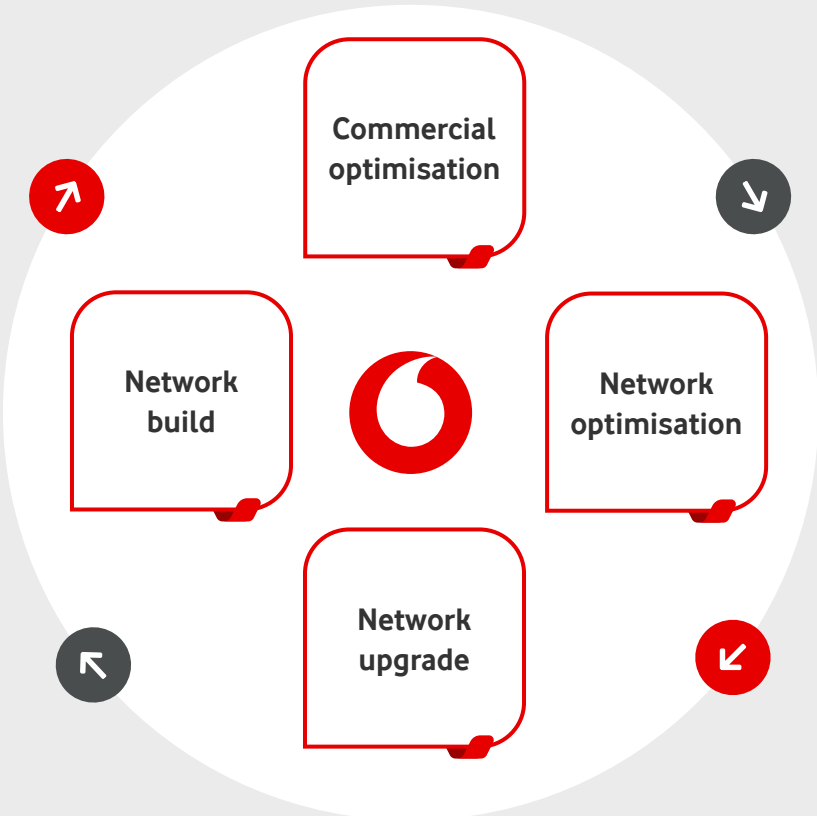 Commercial
optimisation
Network
build
Network
optimisation
Network
upgrade